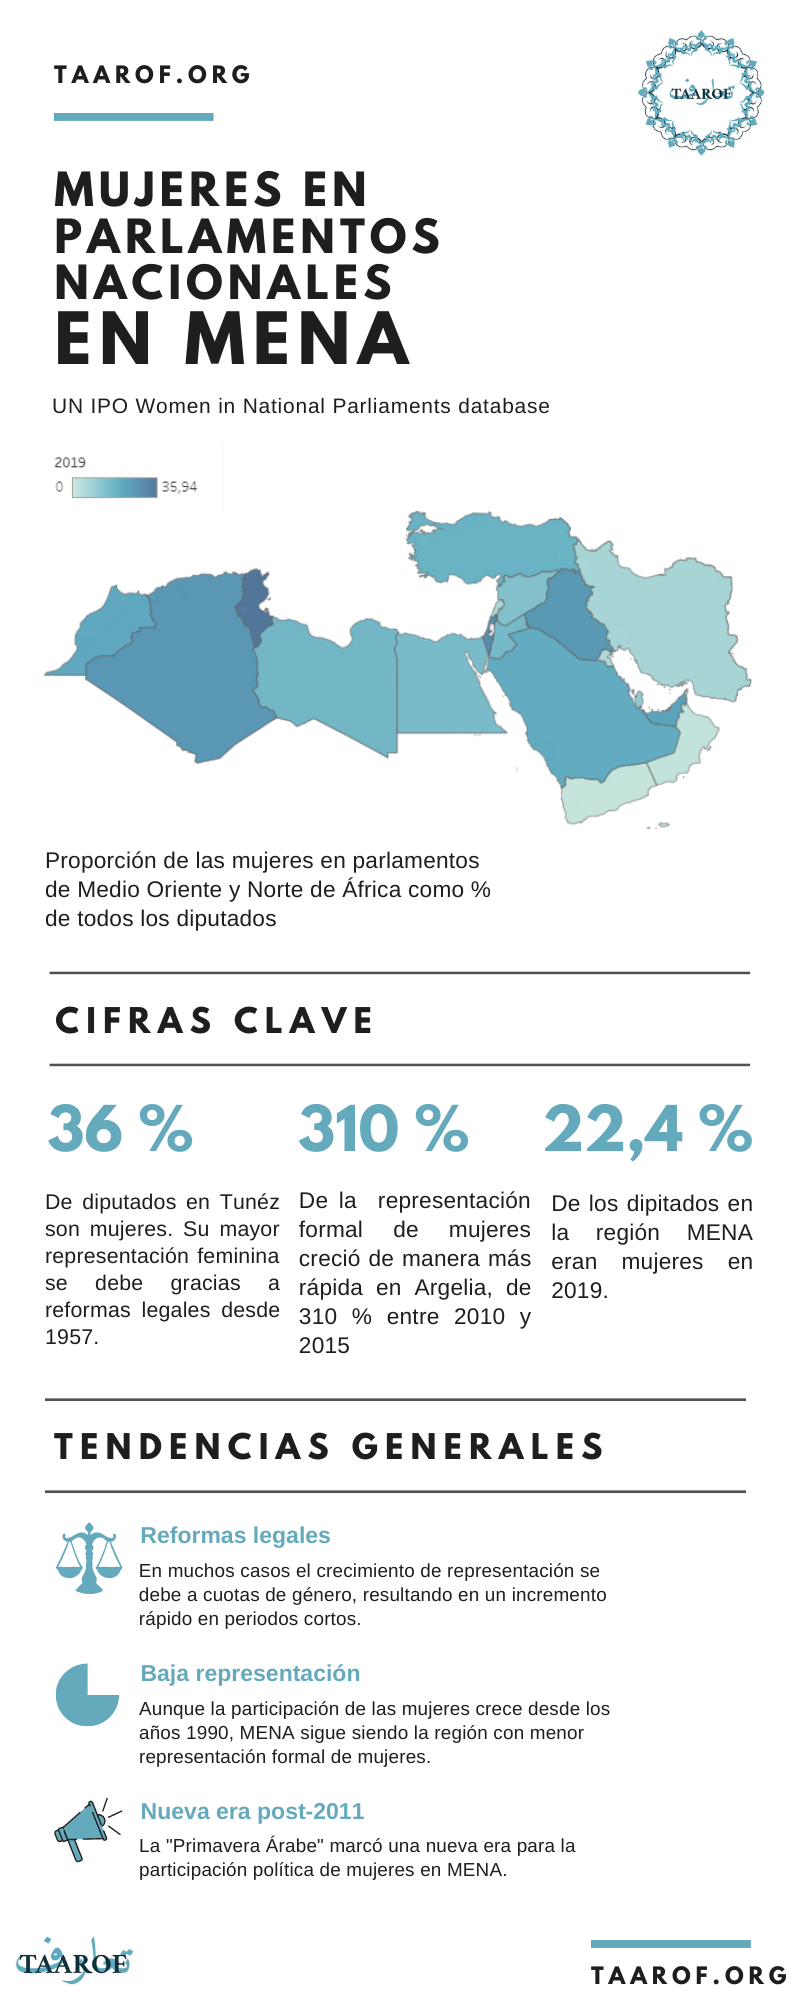 TAAROF.ORG
TAAROF
MUJERES EN
PARLAMENTOS
NACIONALES
EN MENA
UN IPO Women in National Parliaments database
2019
0 35,94
Proporción de las mujeres en parlamentos
de Medio Oriente y Norte de África como %
de todos los diputados
CIFRAS CLAVE
36 %
De diputados en Tunéz
son mujeres. Su mayor
representación feminina
se debe gracias a
reformas legales desde
1957.
310 %
De la representación
formal de mujeres
creció de manera más
rápida en Argelia, de
310 % entre 2010 y
2015
22,4 %
De los dipitados en
la región MENA
eran mujeres en
2019.
TENDENCIAS GENERALES
Reformas legales
En muchos casos el crecimiento de representación se
debe a cuotas de género, resultando en un incremento
rápido en periodos cortos.
Baja representación
Aunque la participación de las mujeres crece desde los
años 1990, MENA sigue siendo la región con menor
representación formal de mujeres.
Nueva era post-2011
La "Primavera Árabe" marcó una nueva era para la
participación política de mujeres en MENA.
تعارف
TAAROF
TAAROF.ORG